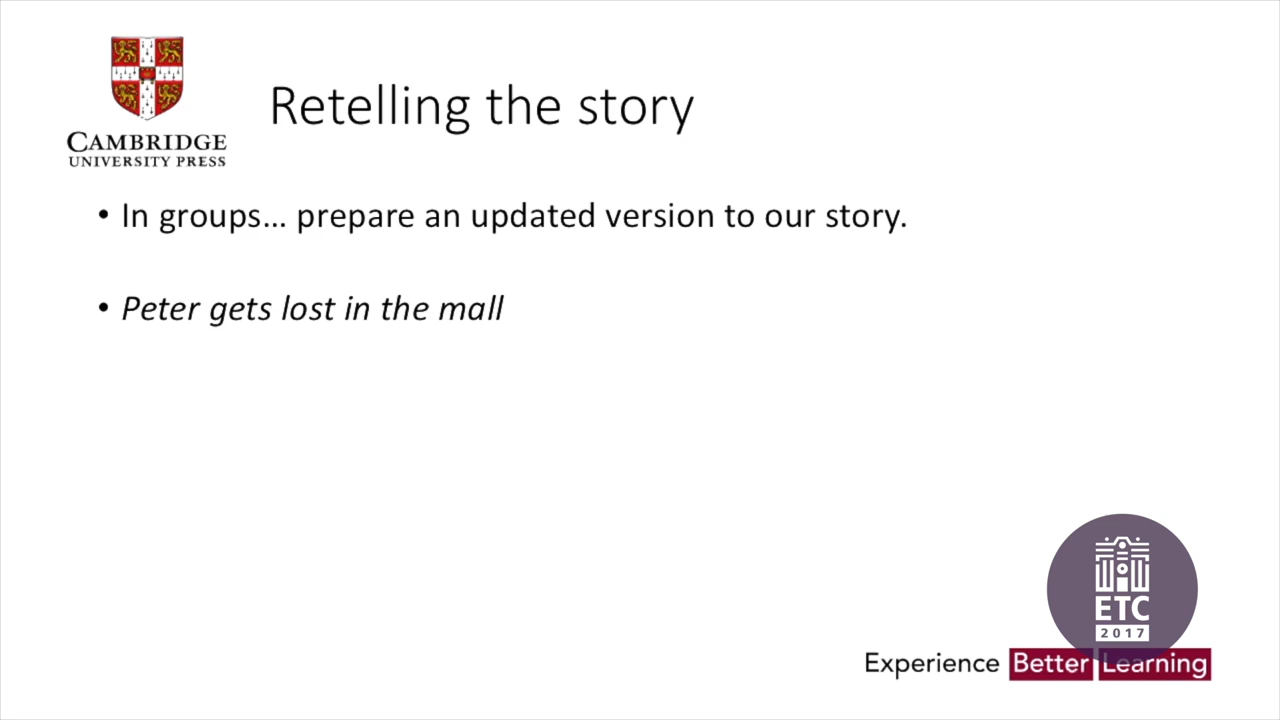 CAMBRIDGE
UNIVERSITY PRESS
Retelling the story
• In groups... prepare an updated version to our story.
• Peter gets lost in the mall
ETC
2017
Experience Better Learning